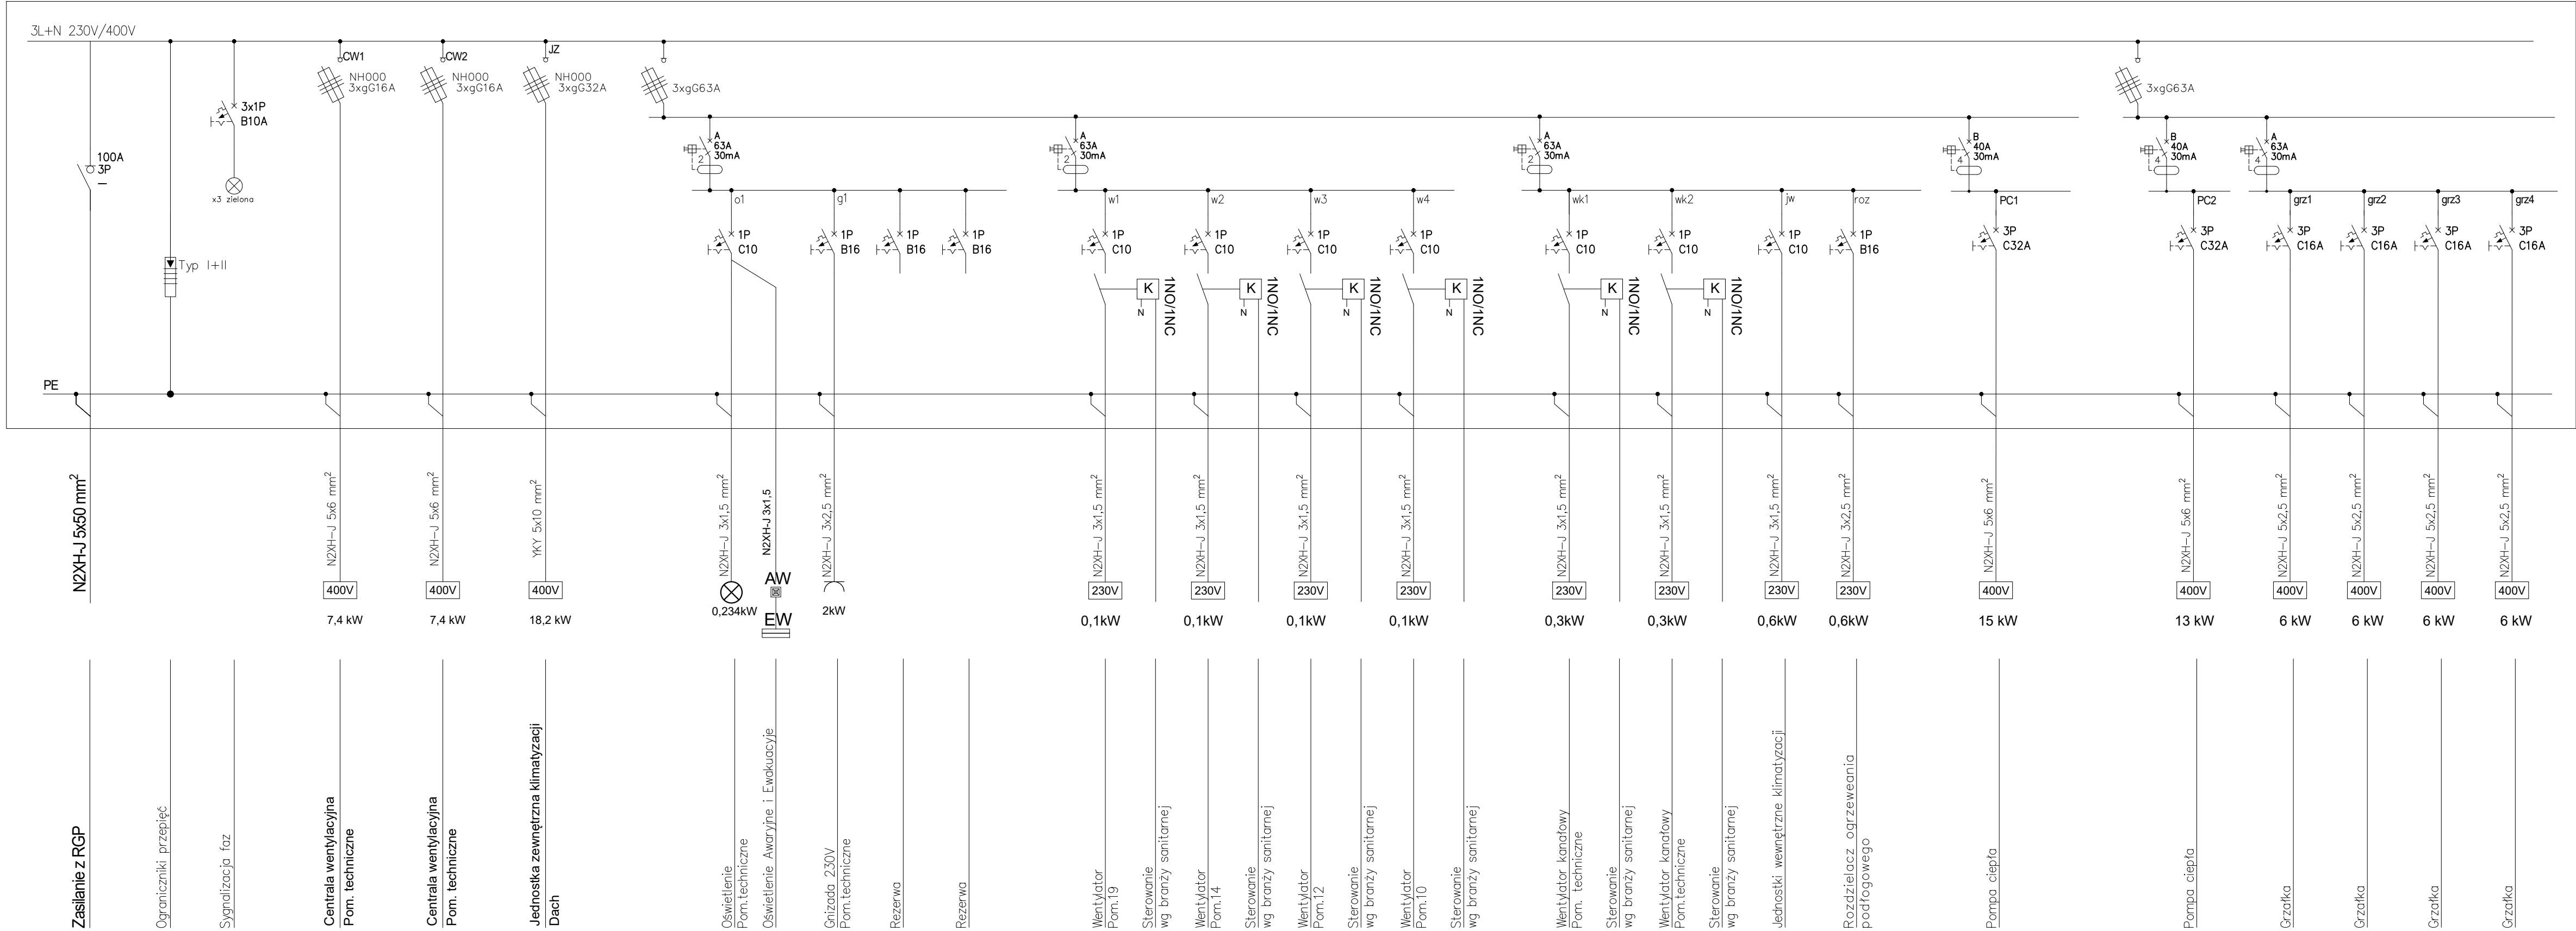 3L+N 230V/400V
100A
3P
Typ I+II
3x1P
B10A
x3 zielona
CW1
NH000
3xgG16A
CW2
NH000
3xgG16A
JZ
NH000
3xgG32A
3xgG63A
3xgG63A
A
63A
30mA
2
A
63A
30mA
2
A
63A
30mA
2
B
40A
30mA
4
B
40A
30mA
4
A
63A
30mA
4
o1
1P
C10
g1
1P
B16
1P
B16
1P
B16
w1
1P
C10
w2
1P
C10
w3
1P
C10
w4
1P
C10
wk1
1P
C10
wk2
1P
C10
jw
1P
C10
roz
1P
B16
PC1
3P
C32A
PC2
3P
C32A
grz1
3P
C16A
grz2
3P
C16A
grz3
3P
C16A
grz4
3P
C16A
K
N
1NO/1NC
K
N
1NO/1NC
K
N
1NO/1NC
K
N
1NO/1NC
K
N
1NO/1NC
K
N
1NO/1NC
PE
N2XH-J 5x50 mm²
N2XH-J 5x6 mm²
N2XH-J 5x6 mm²
YKY 5x10 mm²
N2XH-J 3x1,5 mm²
N2XH-J 3x1,5
N2XH-J 3x2,5 mm²
N2XH-J 3x1,5 mm²
N2XH-J 3x1,5 mm²
N2XH-J 3x1,5 mm²
N2XH-J 3x1,5 mm²
N2XH-J 3x1,5 mm²
N2XH-J 3x1,5 mm²
N2XH-J 3x1,5 mm²
N2XH-J 3x2,5 mm²
N2XH-J 5x6 mm²
N2XH-J 5x6 mm²
N2XH-J 5x2,5 mm²
N2XH-J 5x2,5 mm²
N2XH-J 5x2,5 mm²
N2XH-J 5x2,5 mm²
400V
400V
400V
AW
EW
230V
230V
230V
230V
230V
230V
230V
230V
400V
400V
400V
400V
400V
400V
7,4 kW
7,4 kW
18,2 kW
0,234kW
2kW
0,1kW
0,1kW
0,1kW
0,1kW
0,3kW
0,3kW
0,6kW
0,6kW
15 kW
13 kW
6 kW
6 kW
6 kW
6 kW
Zasilanie z RGP
Ograniczniki przepięć
Sygnalizacja faz
Centrala wentylacyjna
Pom. techniczne
Centrala wentylacyjna
Pom. techniczne
Jednostka zewnętrzna klimatyzacji
Dach
Oświetlenie
Pom.techniczne
Oświetlenie Awaryjne i Ewakuacyje
Gnizada 230V
Pom.techniczne
Rezerwa
Rezerwa
Wentylator
Pom.19
Sterowanie
wg branży sanitarnej
Wentylator
Pom.14
Sterowanie
wg branży sanitarnej
Wentylator
Pom.12
Sterowanie
wg branży sanitarnej
Wentylator
Pom.10
Sterowanie
wg branży sanitarnej
Wentylator kanałowy
Pom. techniczne
Sterowanie
wg branży sanitarnej
Wentylator kanałowy
Pom.techniczne
Sterowanie
wg branży sanitarnej
Jednostki wewnętrzne klimatyzacji
Rozdzielacz ogrzewania
podłogowego
Pompa ciepła
Pompa ciepła
Grzałka
Grzałka
Grzałka
Grzałka